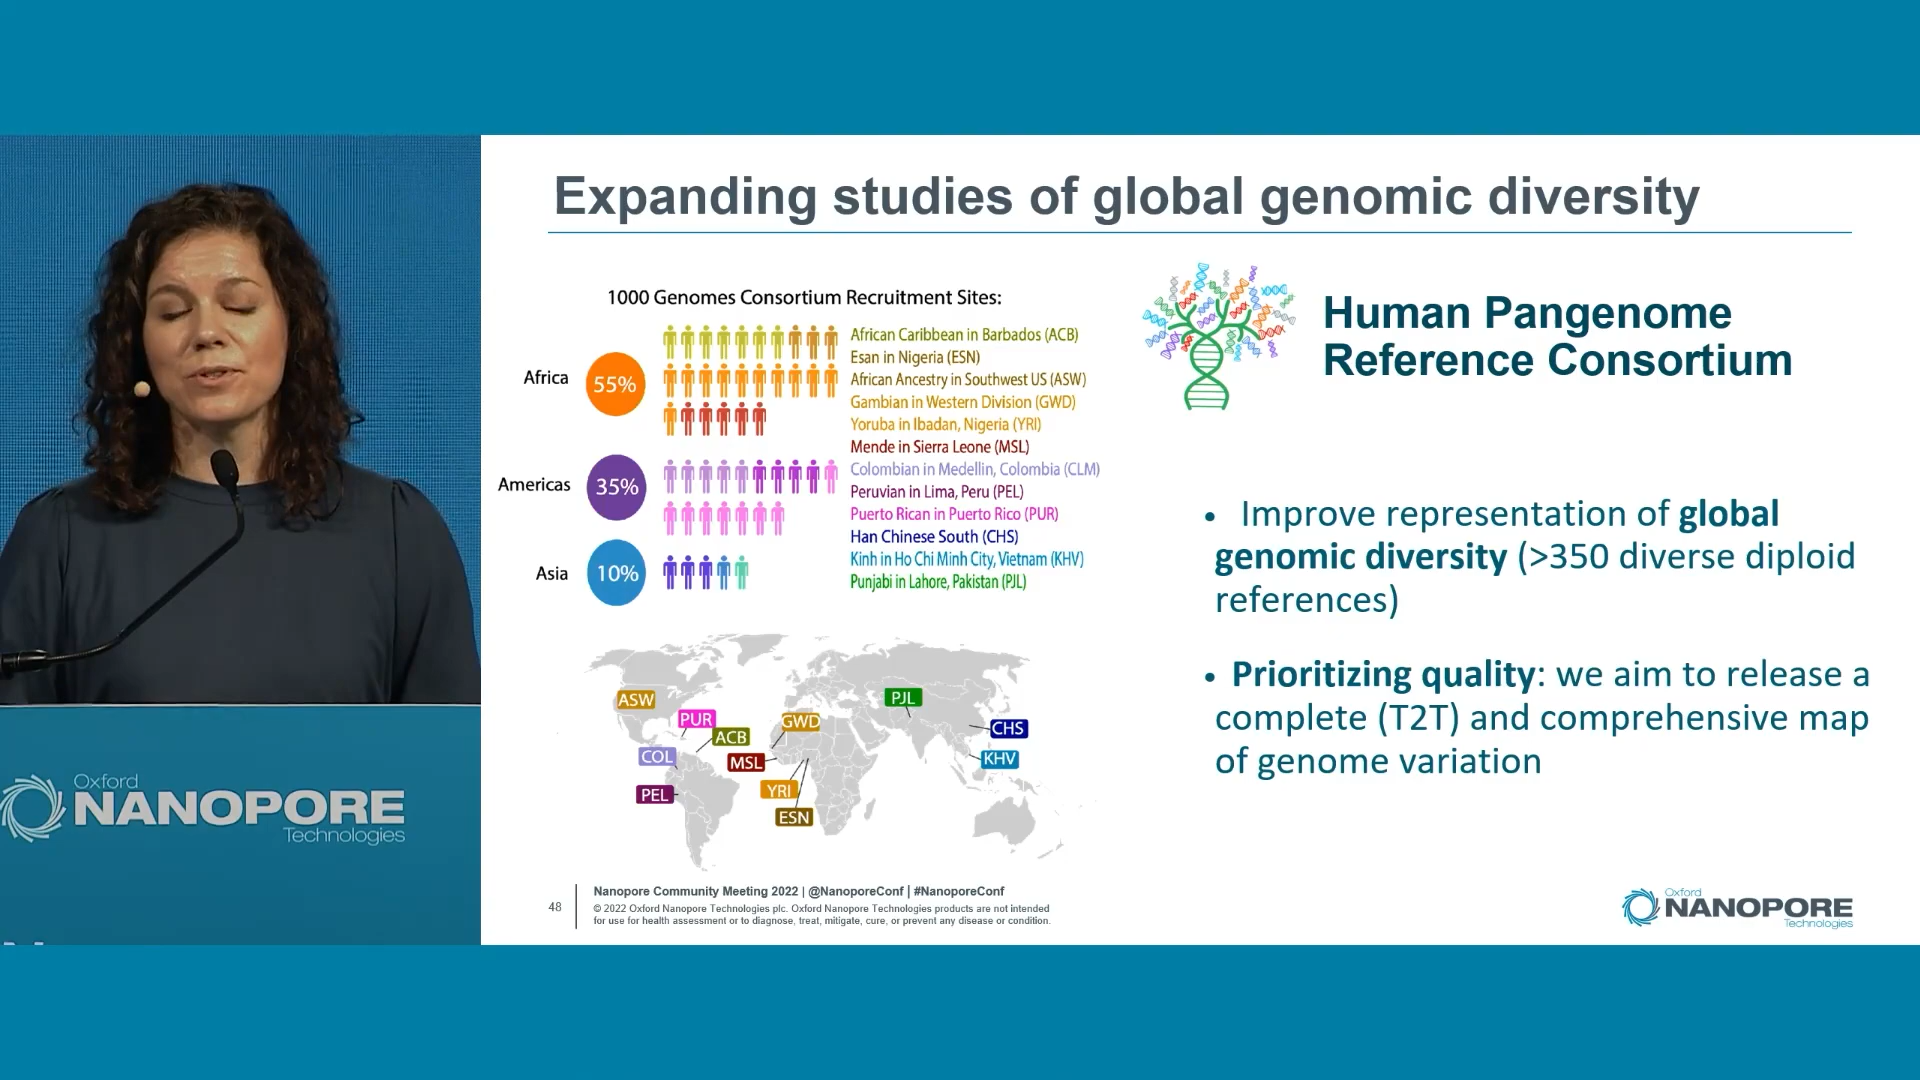 Expanding studies of global genomic diversity
1000 Genomes Consortium Recruitment Sites:
Africa
55%
Americas
35%
Asia
10%
African Caribbean in Barbados (ACB)
Esan in Nigeria (ESN)
African Ancestry in Southwest US (ASW)
Gambian in Western Division (GWD)
Yoruba in Ibadan, Nigeria (YRI)
Mende in Sierra Leone (MSL)
Colombian in Medellin, Colombia (CLM)
Peruvian in Lima, Peru (PEL)
Puerto Rican in Puerto Rico (PUR)
Han Chinese South (CHS)
Kinh in Ho Chi Minh City, Vietnam (KHV)
Punjabi in Lahore, Pakistan (PJL)
ASW
PUR
ACB
COL
PEL
GWD
MSL
YRI
ESN
PJL
CHS
KHV
Human Pangenome
Reference Consortium
• Improve representation of global
genomic diversity (>350 diverse diploid
references)
• Prioritizing quality: we aim to release a
complete (T2T) and comprehensive map
of genome variation
48
Nanopore Community Meeting 2022 | @NanoporeConf | #NanoporeConf
© 2022 Oxford Nanopore Technologies plc. Oxford Nanopore Technologies products are not intended
for use for health assessment or to diagnose, treat, mitigate, cure, or prevent any disease or condition.
Oxford
NANOPORE
Technologies
Oxford
NANOPORE
Technologies